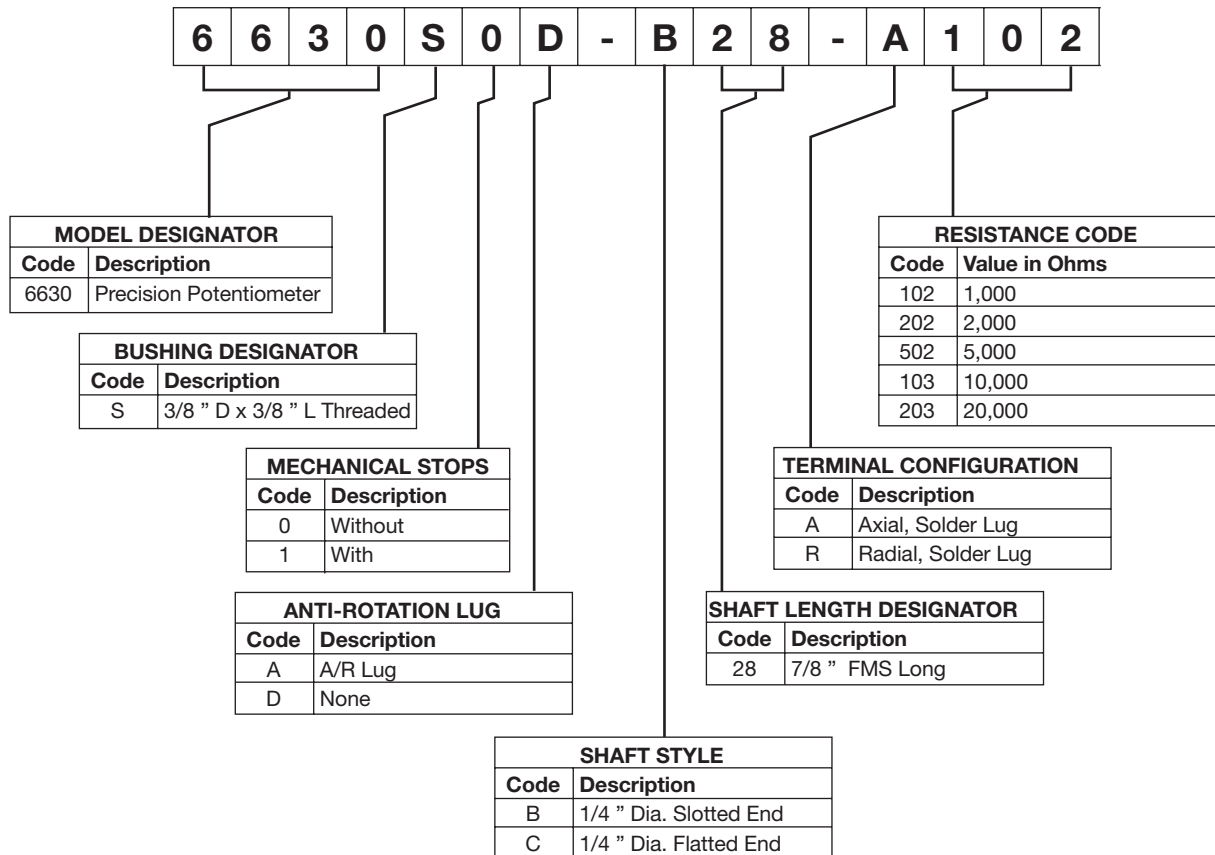 6 6 3 0 S 0 D - B 2 8 - A 1 0 2
MODEL DESIGNATOR
Code Description
6630 Precision Potentiometer
BUSHING DESIGNATOR
Code Description
S 3/8 ” D x 3/8 ” L Threaded
MECHANICAL STOPS
Code Description
0 Without
1 With
ANTI-ROTATION LUG
Code Description
A A/R Lug
D None
SHAFT STYLE
Code Description
B 1/4 ” Dia. Slotted End
C 1/4 ” Dia. Flatted End
SHAFT LENGTH DESIGNATOR
Code Description
28 7/8 ” FMS Long
TERMINAL CONFIGURATION
Code Description
A Axial, Solder Lug
R Radial, Solder Lug
RESISTANCE CODE
Code Value in Ohms
102 1,000
202 2,000
502 5,000
103 10,000
203 20,000